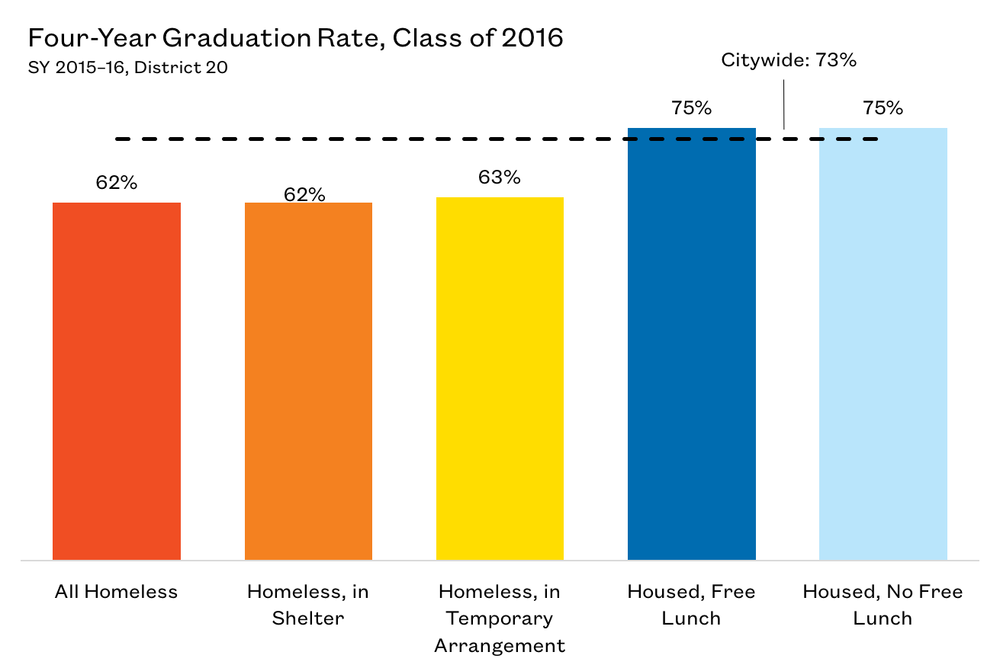 Four-Year Graduation Rate, Class of 2016
SY 2015–16, District 20
Citywide: 73%
75%
75%
62%
62%
63%
All Homeless
Homeless, in
Shelter
Homeless, in
Temporary
Arrangement
Housed, Free
Lunch
Housed, No Free
Lunch